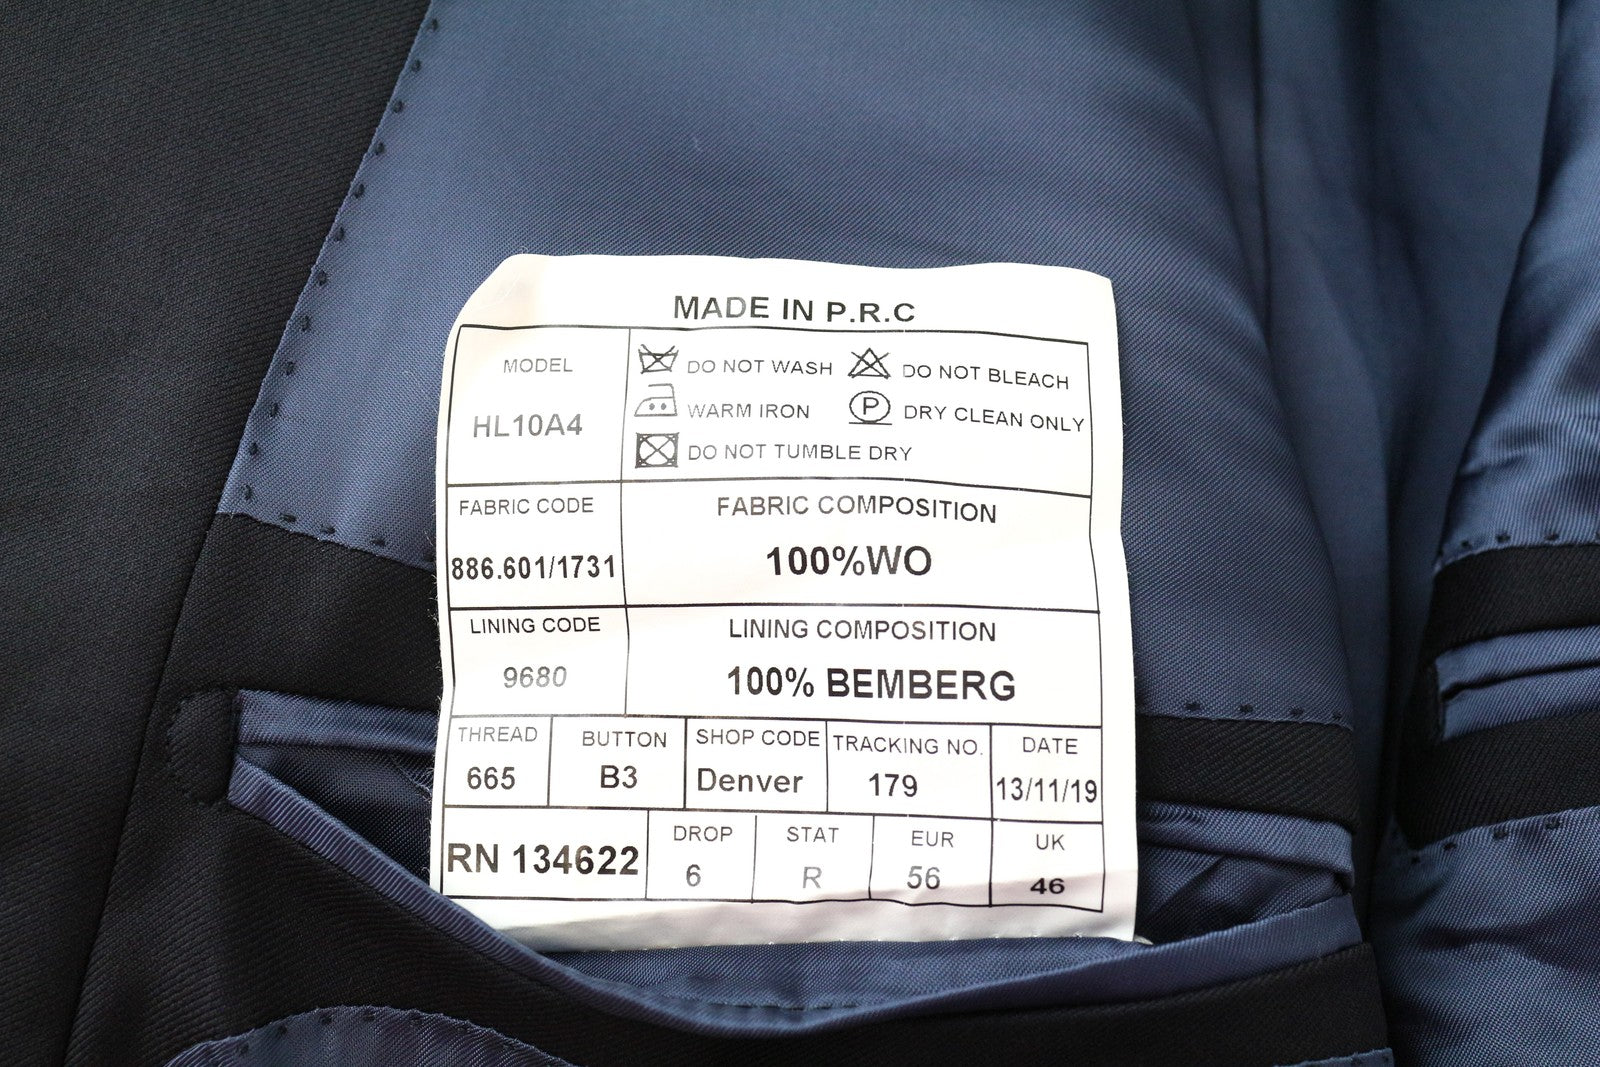 MADE IN P.R.C
MODEL
HL10A4
DO NOT WASH
DO NOT BLEACH
WARM IRON
P
DRY CLEAN ONLY
DO NOT TUMBLE DRY
FABRIC CODE
886.601/1731
FABRIC COMPOSITION
100%WO
LINING CODE
9680
LINING COMPOSITION
100% BEMBERG
THREAD
665
BUTTON
B3
SHOP CODE
Denver
TRACKING NO.
179
DATE
13/11/19
RN 134622
DROP
6
STAT
R
EUR
56
UK
46